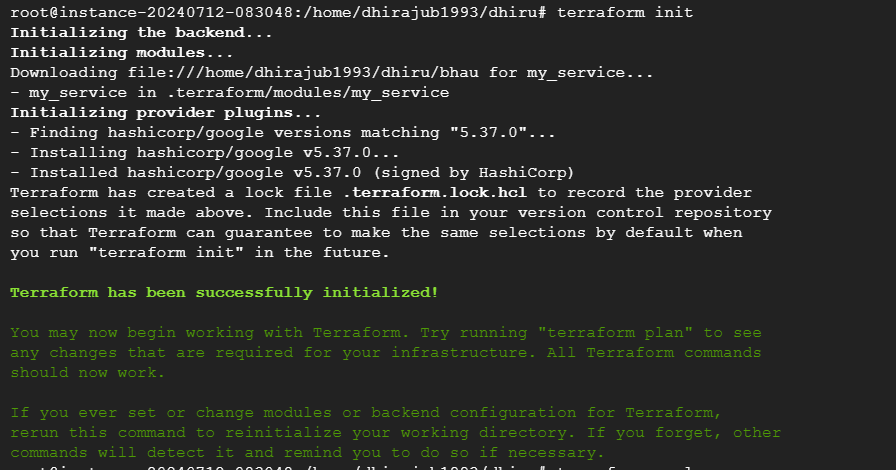 root@instance-20240712-083048:/home/dhirajub1993/dhiru# terraform init
Initializing the backend...
Initializing modules...
Downloading file:///home/dhirajub1993/dhiru/bhau for my_service...
- my_service in .terraform/modules/my_service
Initializing provider plugins...
- Finding hashicorp/google versions matching "5.37.0"...
- Installing hashicorp/google v5.37.0...
- Installed hashicorp/google v5.37.0 (signed by HashiCorp)
Terraform has created a lock file .terraform.lock.hcl to record the provider
selections it made above. Include this file in your version control repository
so that Terraform can guarantee to make the same selections by default when
you run "terraform init" in the future.
Terraform has been successfully initialized!
You may now begin working with Terraform. Try running "terraform plan" to see
any changes that are required for your infrastructure. All Terraform commands
should now work.
If you ever set or change modules or backend configuration for Terraform,
rerun this command to reinitialize your working directory. If you forget, other
commands will detect it and remind you to do so if necessary.